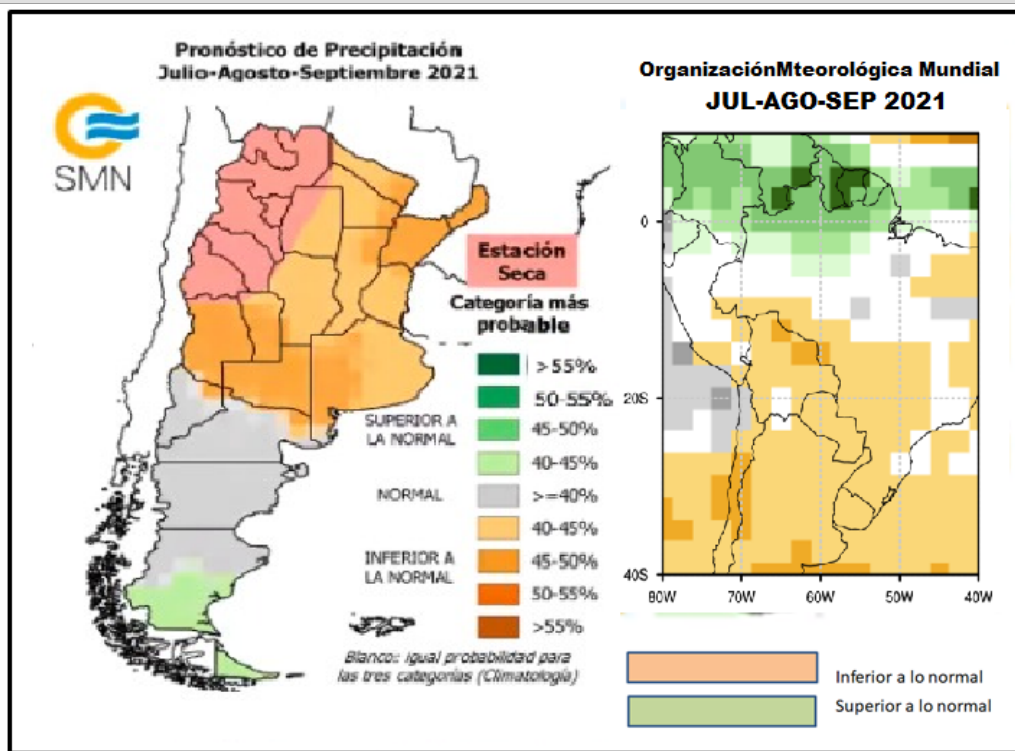 Pronóstico de Precipitación
Julio-Agosto-Septiembre 2021
SMN
Estación
Seca
Categoría más
probable
>55%
50-55%
SUPERIOR A
LA NORMAL
45-50%
40-45%
NORMAL
>=40%
40-45%
INFERIOR A
LA NORMAL
45-50%
50-55%
>55%
Blanco: igual probabilidad para
las tres categorías (Climatología)
OrganizaciónMteorológica Mundial
JUL-AGO-SEP 2021
0
20S
40S
80W
70W
60W
50W
40W
Inferior a lo normal
Superior a lo normal